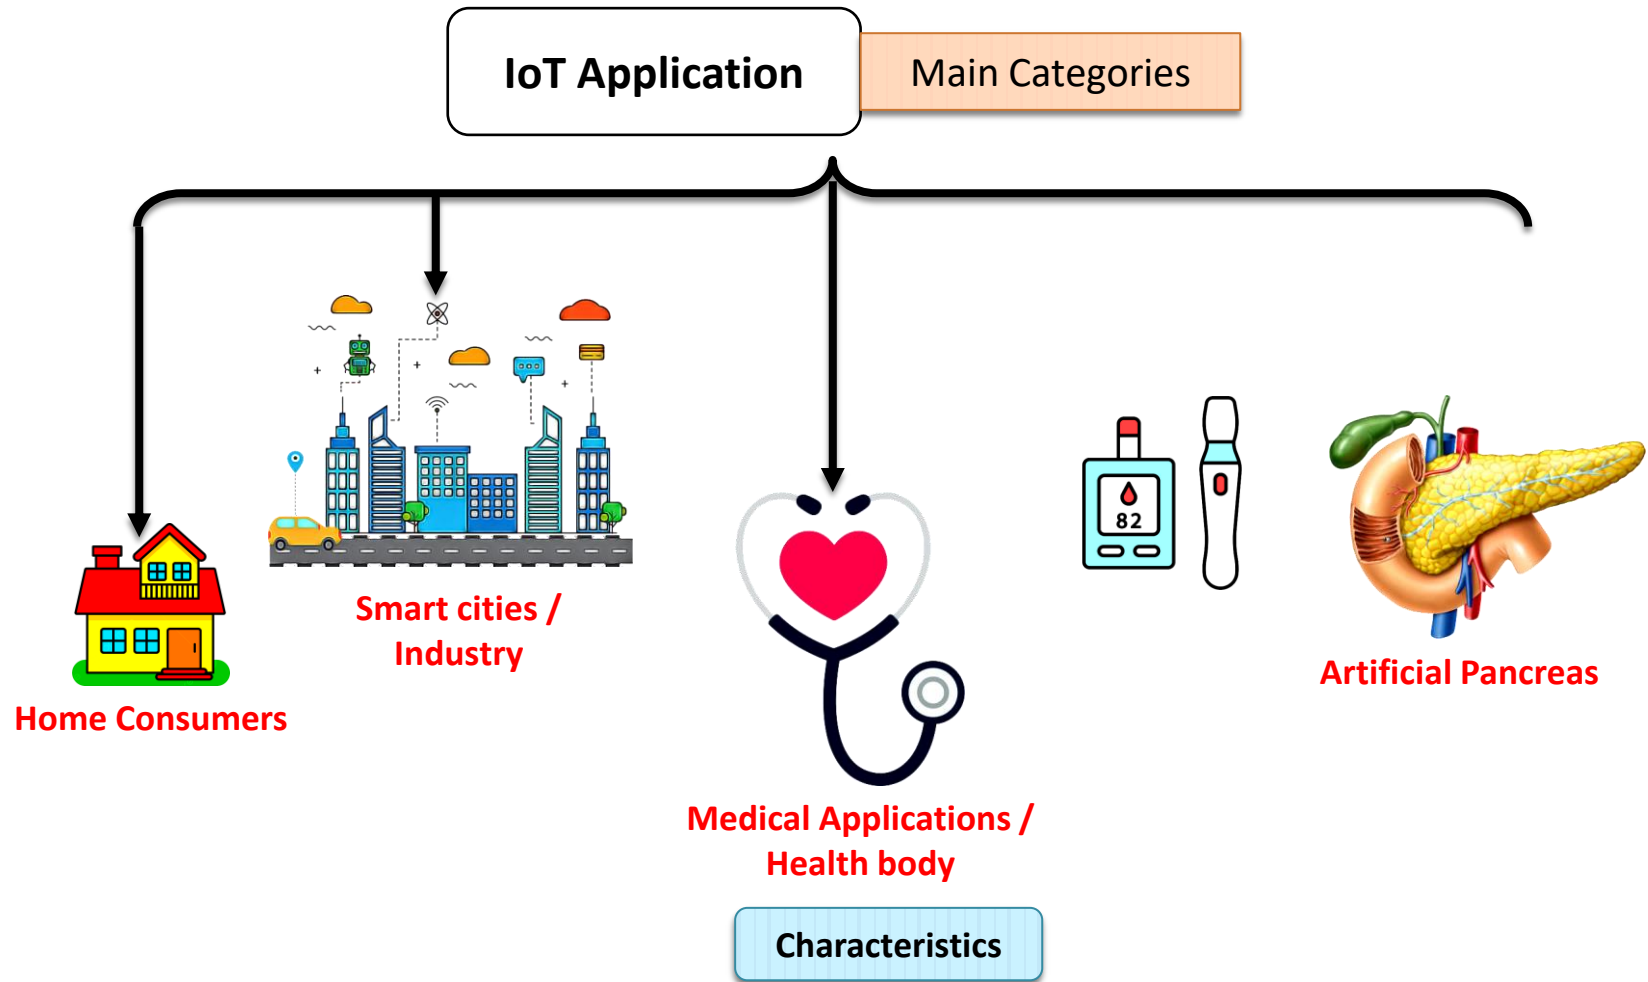 IoT Application
Main Categories
82
Smart cities /
Industry
Home Consumers
Artificial Pancreas
Medical Applications /
Health body
Characteristics